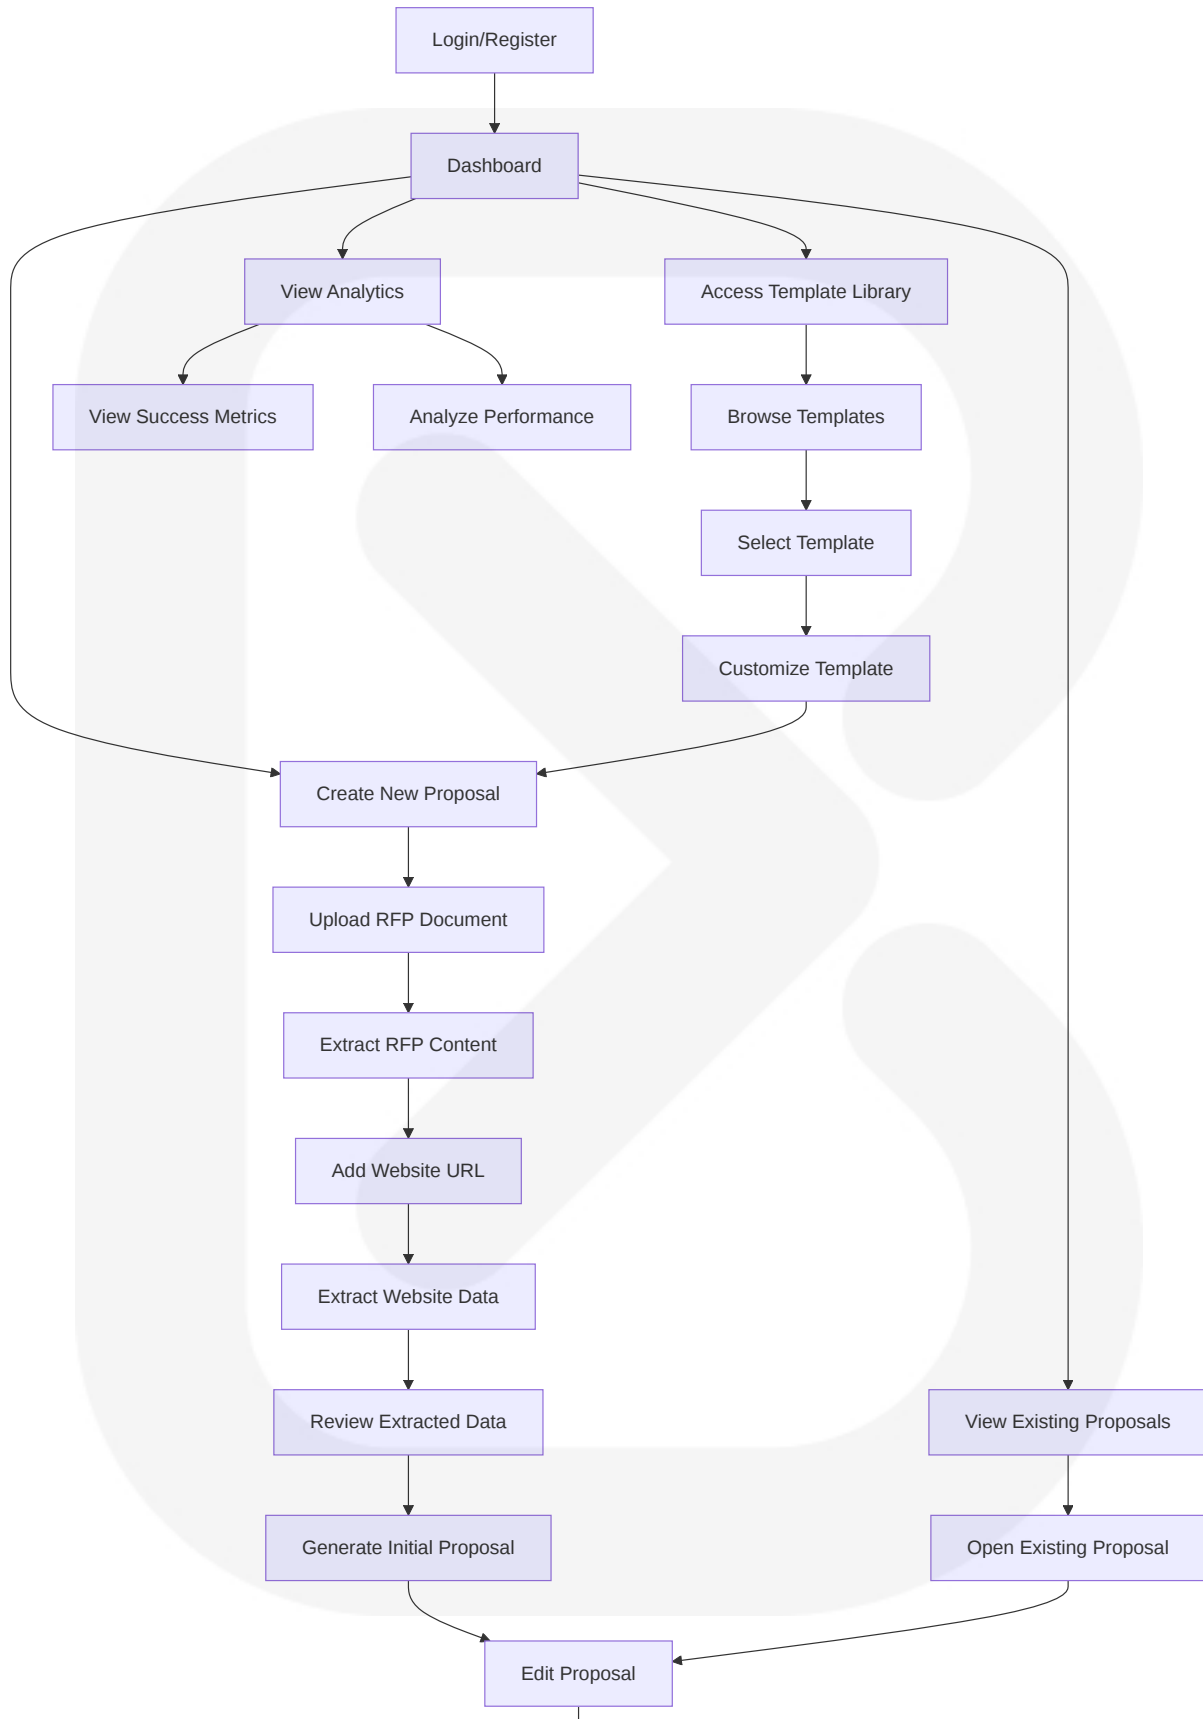 Login/Register
Dashboard
View Analytics
Access Template Library
View Success Metrics
Analyze Performance
Browse Templates
Select Template
Customize Template
Create New Proposal
Upload RFP Document
Extract RFP Content
Add Website URL
Extract Website Data
Review Extracted Data
View Existing Proposals
Generate Initial Proposal
Open Existing Proposal
Edit Proposal